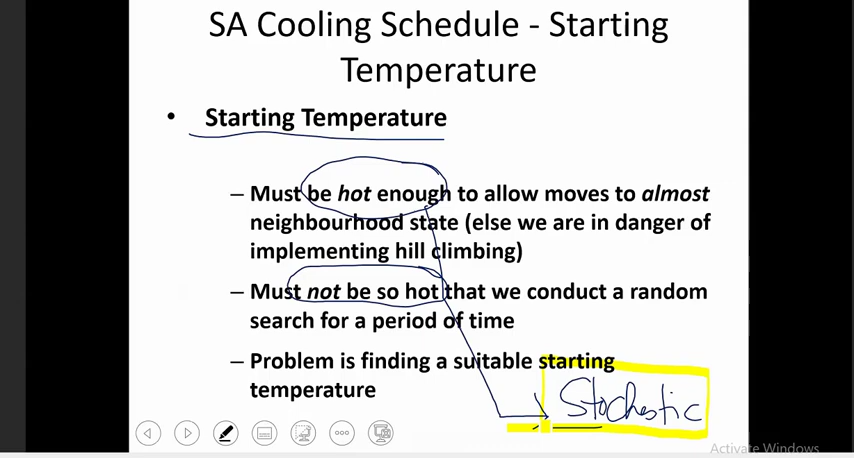 SA Cooling Schedule - Starting
Temperature
• Starting Temperature
– Must be hot enough to allow moves to almost
neighbourhood state (else we are in danger of
implementing hill climbing)
– Must not be so hot that we conduct a random
search for a period of time
– Problem is finding a suitable starting
temperature
Stochestic
Activate Windows